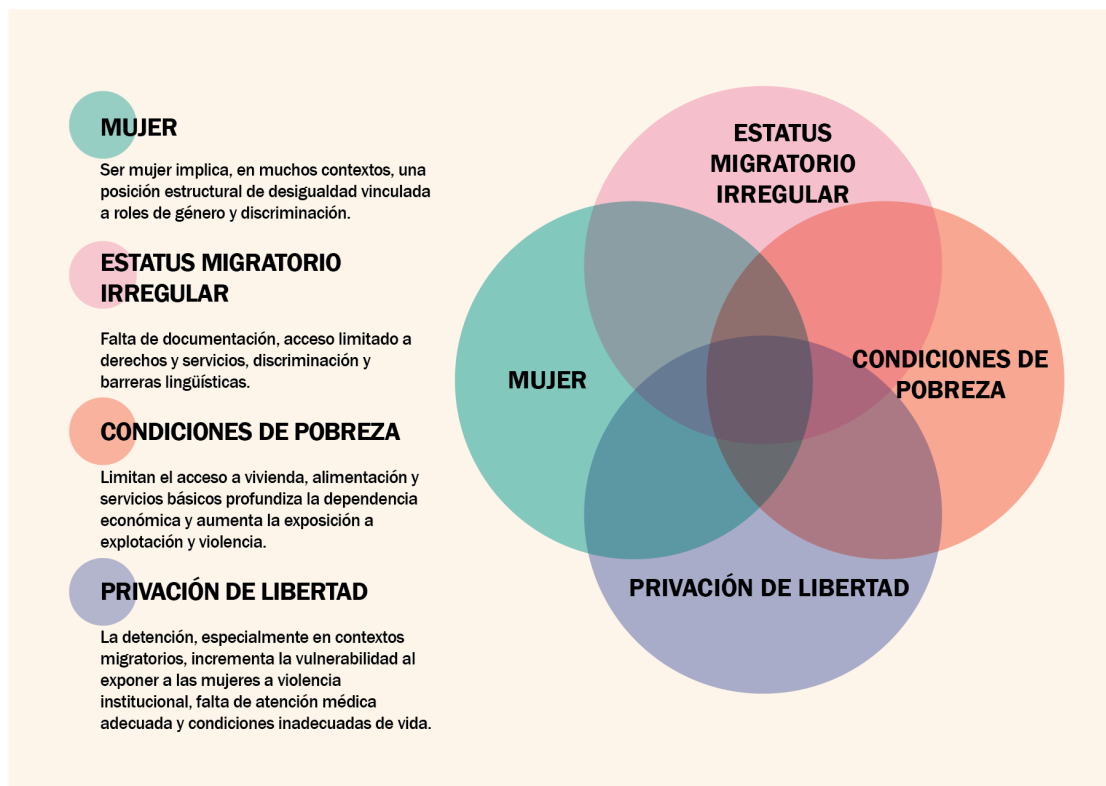 MUJER
Ser mujer implica, en muchos contextos, una
posición estructural de desigualdad vinculada
a roles de género y discriminación.
ESTATUS MIGRATORIO
IRREGULAR
Falta de documentación, acceso limitado a
derechos y servicios, discriminación y
barreras lingüísticas.
CONDICIONES DE POBREZA
Limitan el acceso a vivienda, alimentación y
servicios básicos profundiza la dependencia
económica y aumenta la exposición a
explotación y violencia.
PRIVACIÓN DE LIBERTAD
La detención, especialmente en contextos
migratorios, incrementa la vulnerabilidad al
exponer a las mujeres a violencia
institucional, falta de atención médica
adecuada y condiciones inadecuadas de vida.
ESTATUS
MIGRATORIO
IRREGULAR
MUJER
CONDICIONES DE
POBREZA
PRIVACIÓN DE LIBERTAD